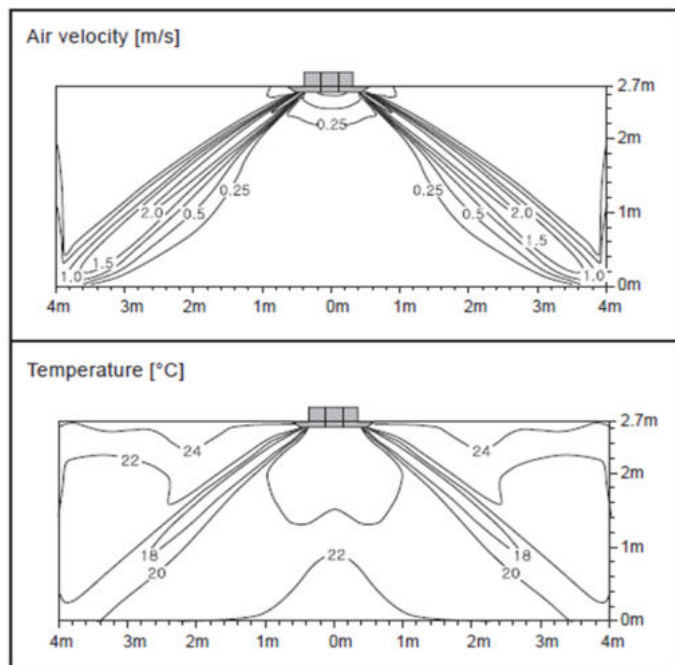 Air velocity [m/s]
2.7m
0.25
2m
0.25 0.25
2.0 0.5 0.5 2.0 1m
1.5 1.5
1.0 1.0
0m
4m 3m 2m 1m 0m 1m 2m 3m 4m
Temperature [°C]
2.7m
24 24
22 2m
18 18 1m
20 22 20
0m
4m 3m 2m 1m 0m 1m 2m 3m 4m